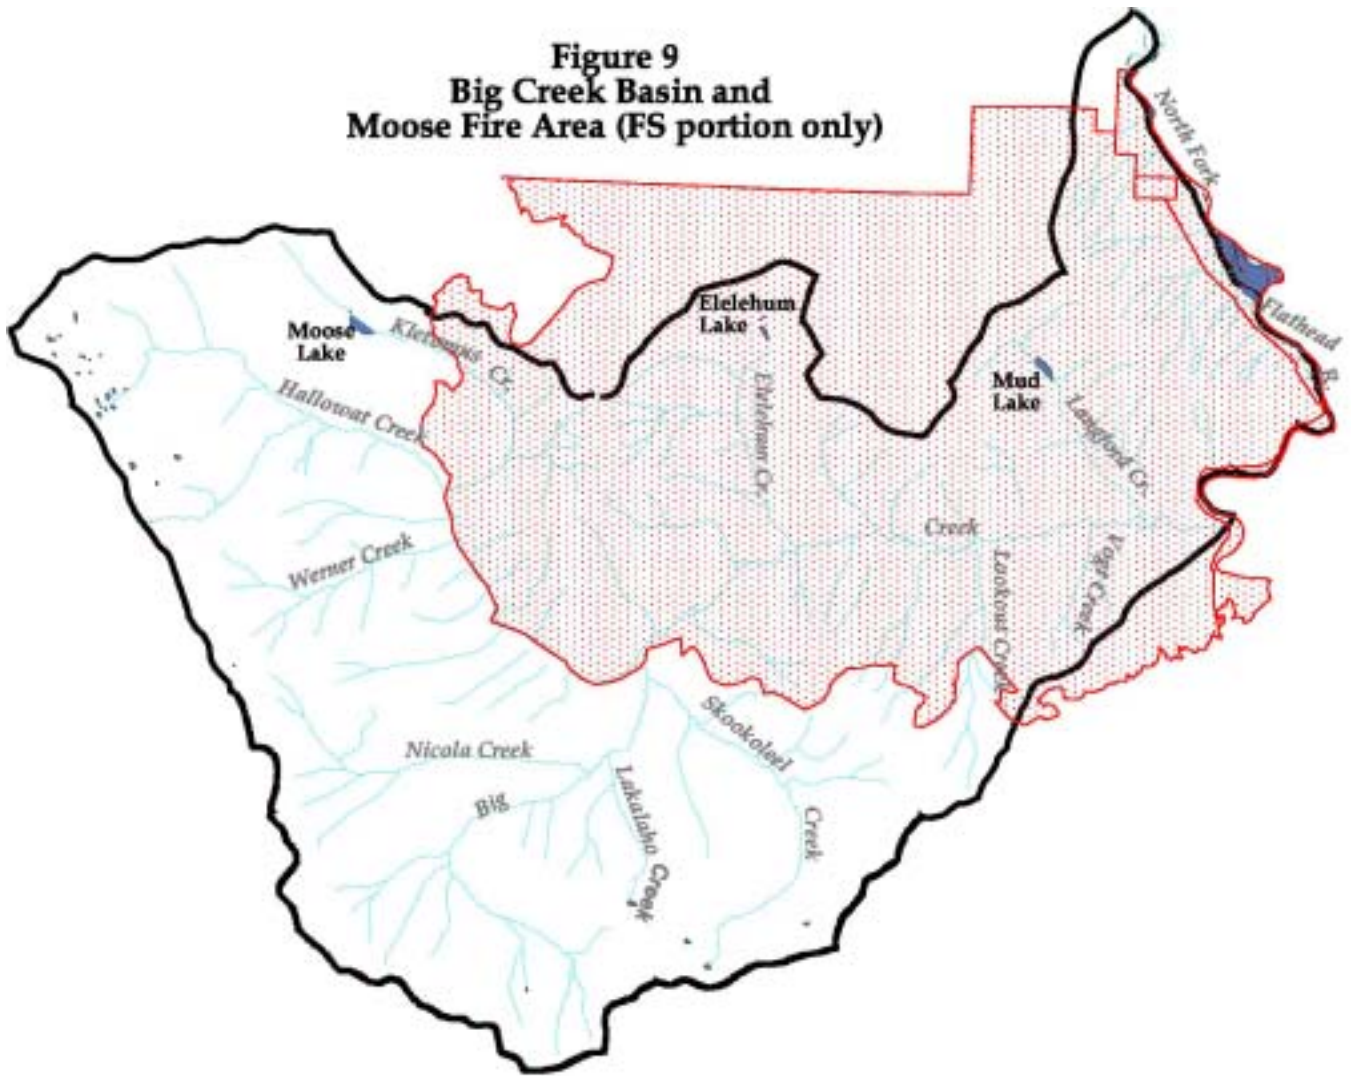 Figure 9
Big Creek Basin and
Moose Fire Area (FS portion only)
North Fork
Flathead
R.
Moose
Lake
Cr.
Elelehum
Lake
Mud
Lake
Hallowat Creek
Elelehum Cr.
Langford Cr.
Creek
Werner Creek
Lookout Creek
Creek
Skookoleel
Creek
Nicola Creek
Big
Lakalaho Creek